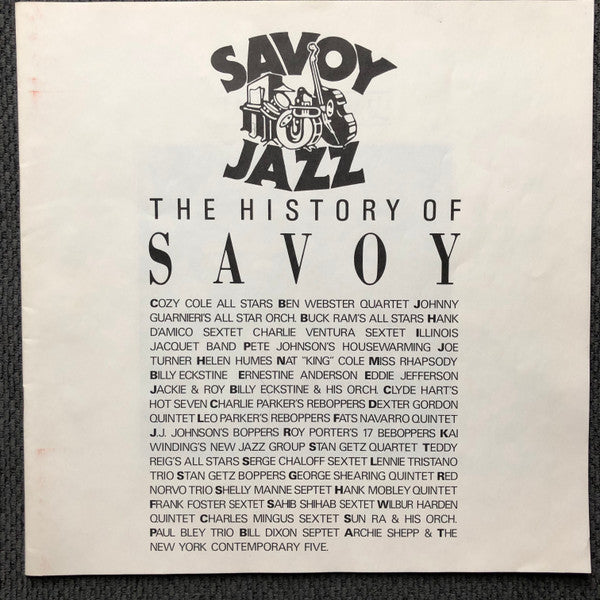 SAVOY
JAZZ
THE HISTORY OF
SAVOY
COZY COLE ALL STARS BEN WEBSTER QUARTET JOHNNY
GUARNIERI'S ALL STAR ORCH. BUCK RAM'S ALL STARS HANK
D'AMICO SEXTET CHARLIE VENTURA SEXTET ILLINOIS
JACQUET BAND PETE JOHNSON'S HOUSEWARMING JOE
TURNER HELEN HUMES NAT "KING" COLE MISS RHAPSODY
BILLY ECKSTINE ERNESTINE ANDERSON EDDIE JEFFERSON
JACKIE & ROY BILLY ECKSTINE & HIS ORCH. CLYDE HART'S
HOT SEVEN CHARLIE PARKER'S REBOPPERS DEXTER GORDON
QUINTET LEO PARKER'S REBOPPERS FATS NAVARRO QUINTET
J.J. JOHNSON'S BOPPERS ROY PORTER'S 17 BEBOPPERS KAI
WINDING'S NEW JAZZ GROUP STAN GETZ QUARTET TEDDY
REIG'S ALL STARS SERGE CHALOFF SEXTET LENNIE TRISTANO
TRIO STAN GETZ BOPPERS GEORGE SHEARING QUINTET RED
NORVO TRIO SHELLY MANNE SEPTET HANK MOBLEY QUINTET
FRANK FOSTER SEXTET SAHIB SHIHAB SEXTET WILBUR HARDEN
QUINTET CHARLES MINGUS SEXTET SUN RA & HIS ORCH.
PAUL BLEY TRIO BILL DIXON SEPTET ARCHIE SHEPP & THE
NEW YORK CONTEMPORARY FIVE.